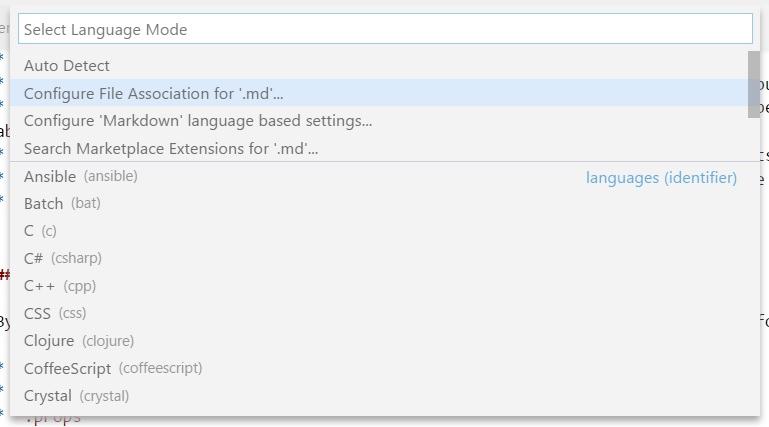 Select Language Mode
Auto Detect
Configure File Association for '.md'...
Configure 'Markdown' language based settings...
Search Marketplace Extensions for '.md'...
Ansible (ansible) languages (identifier)
Batch (bat)
C (c)
C# (csharp)
C++ (cpp)
CSS (css)
Clojure (clojure)
CoffeeScript (coffeescript)
Crystal (crystal)
* .props